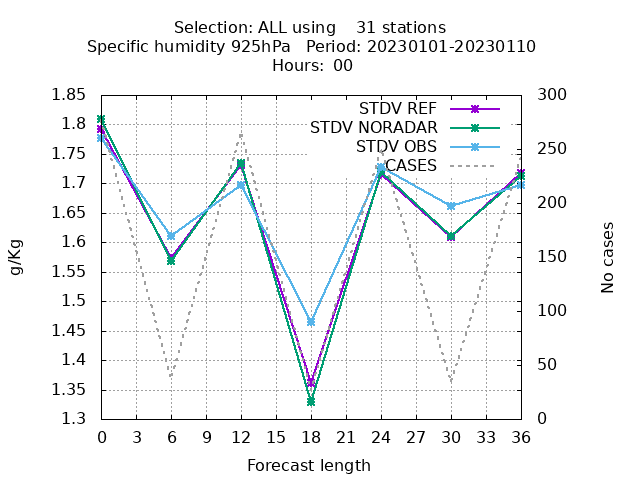 Selection: ALL using    31 stations
Specific humidity 925hPa   Period: 20230101-20230110
Hours:  00
1.85
1.8
1.75
1.7
1.65
1.6
1.55
1.5
1.45
1.4
1.35
1.3
g/Kg
STDV REF
STDV NORADAR
STDV OBS
CASES
300
250
200
150
100
50
0
No cases
0 3 6 9 12 15 18 21 24 27 30 33 36
Forecast length